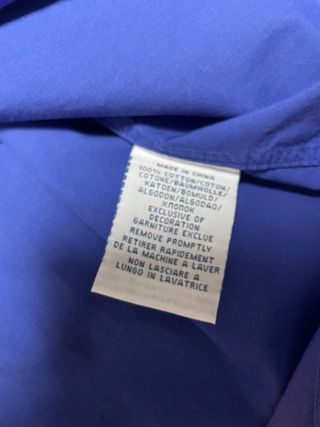 MADE IN CHINA
100% COTTON/COTON/
COTONE/BAUMWOLLE/
KATOEN/BOMULD/
ALGODON/ALGODAO/
ХЛОПОК
EXCLUSIVE OF
DECORATION
GARNITURE EXCLUE
REMOVE PROMPTLY
RETIRER RAPIDEMENT
DE LA MACHINE A LAVER
NON LASCIARE A
LUNGO IN LAVATRICE